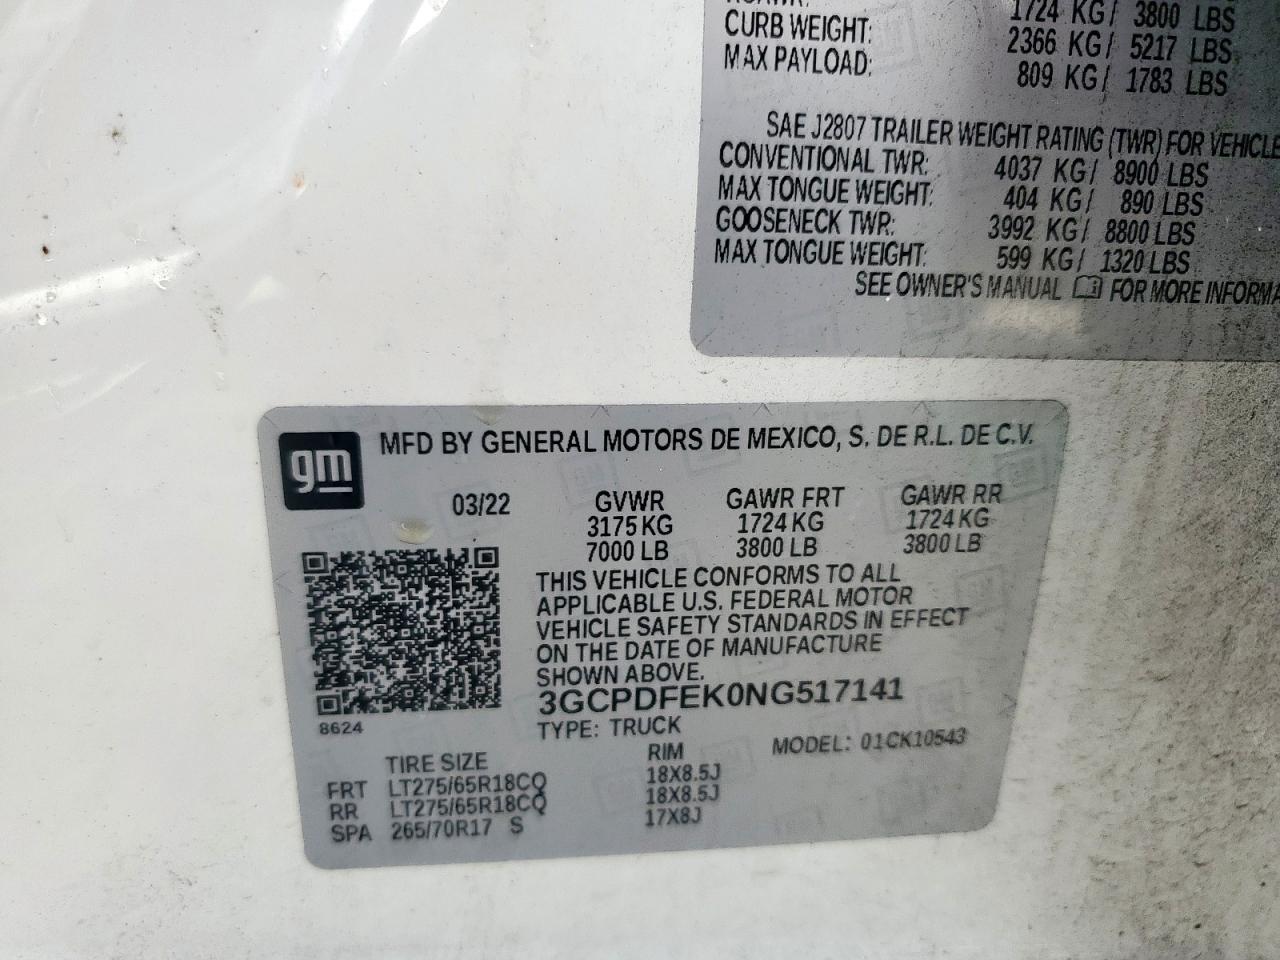 1724 KG/ 3800 LBS
CURB WEIGHT: 2366 KG/ 5217 LBS
MAX PAYLOAD: 809 KG/ 1783 LBS
SAE J2807 TRAILER WEIGHT RATING (TWR) FOR VEHICLE
CONVENTIONAL TWR: 4037 KG/ 8900 LBS
MAX TONGUE WEIGHT: 404 KG/ 890 LBS
GOOSENECK TWR: 3992 KG/ 8800 LBS
MAX TONGUE WEIGHT: 599 KG/ 1320 LBS
SEE OWNER'S MANUAL FOR MORE INFORMA
gm
MFD BY GENERAL MOTORS DE MEXICO, S. DE R.L. DE C.V.
03/22 GVWR GAWR FRT GAWR RR
3175 KG 1724 KG 1724 KG
7000 LB 3800 LB 3800 LB
THIS VEHICLE CONFORMS TO ALL
APPLICABLE U.S. FEDERAL MOTOR
VEHICLE SAFETY STANDARDS IN EFFECT
ON THE DATE OF MANUFACTURE
SHOWN ABOVE.
3GCPDFEK0NG517141
8624
TYPE: TRUCK MODEL: 01CK10543
TIRE SIZE RIM
FRT LT275/65R18CQ 18X8.5J
RR LT275/65R18CQ 18X8.5J
SPA 265/70R17 S 17X8J